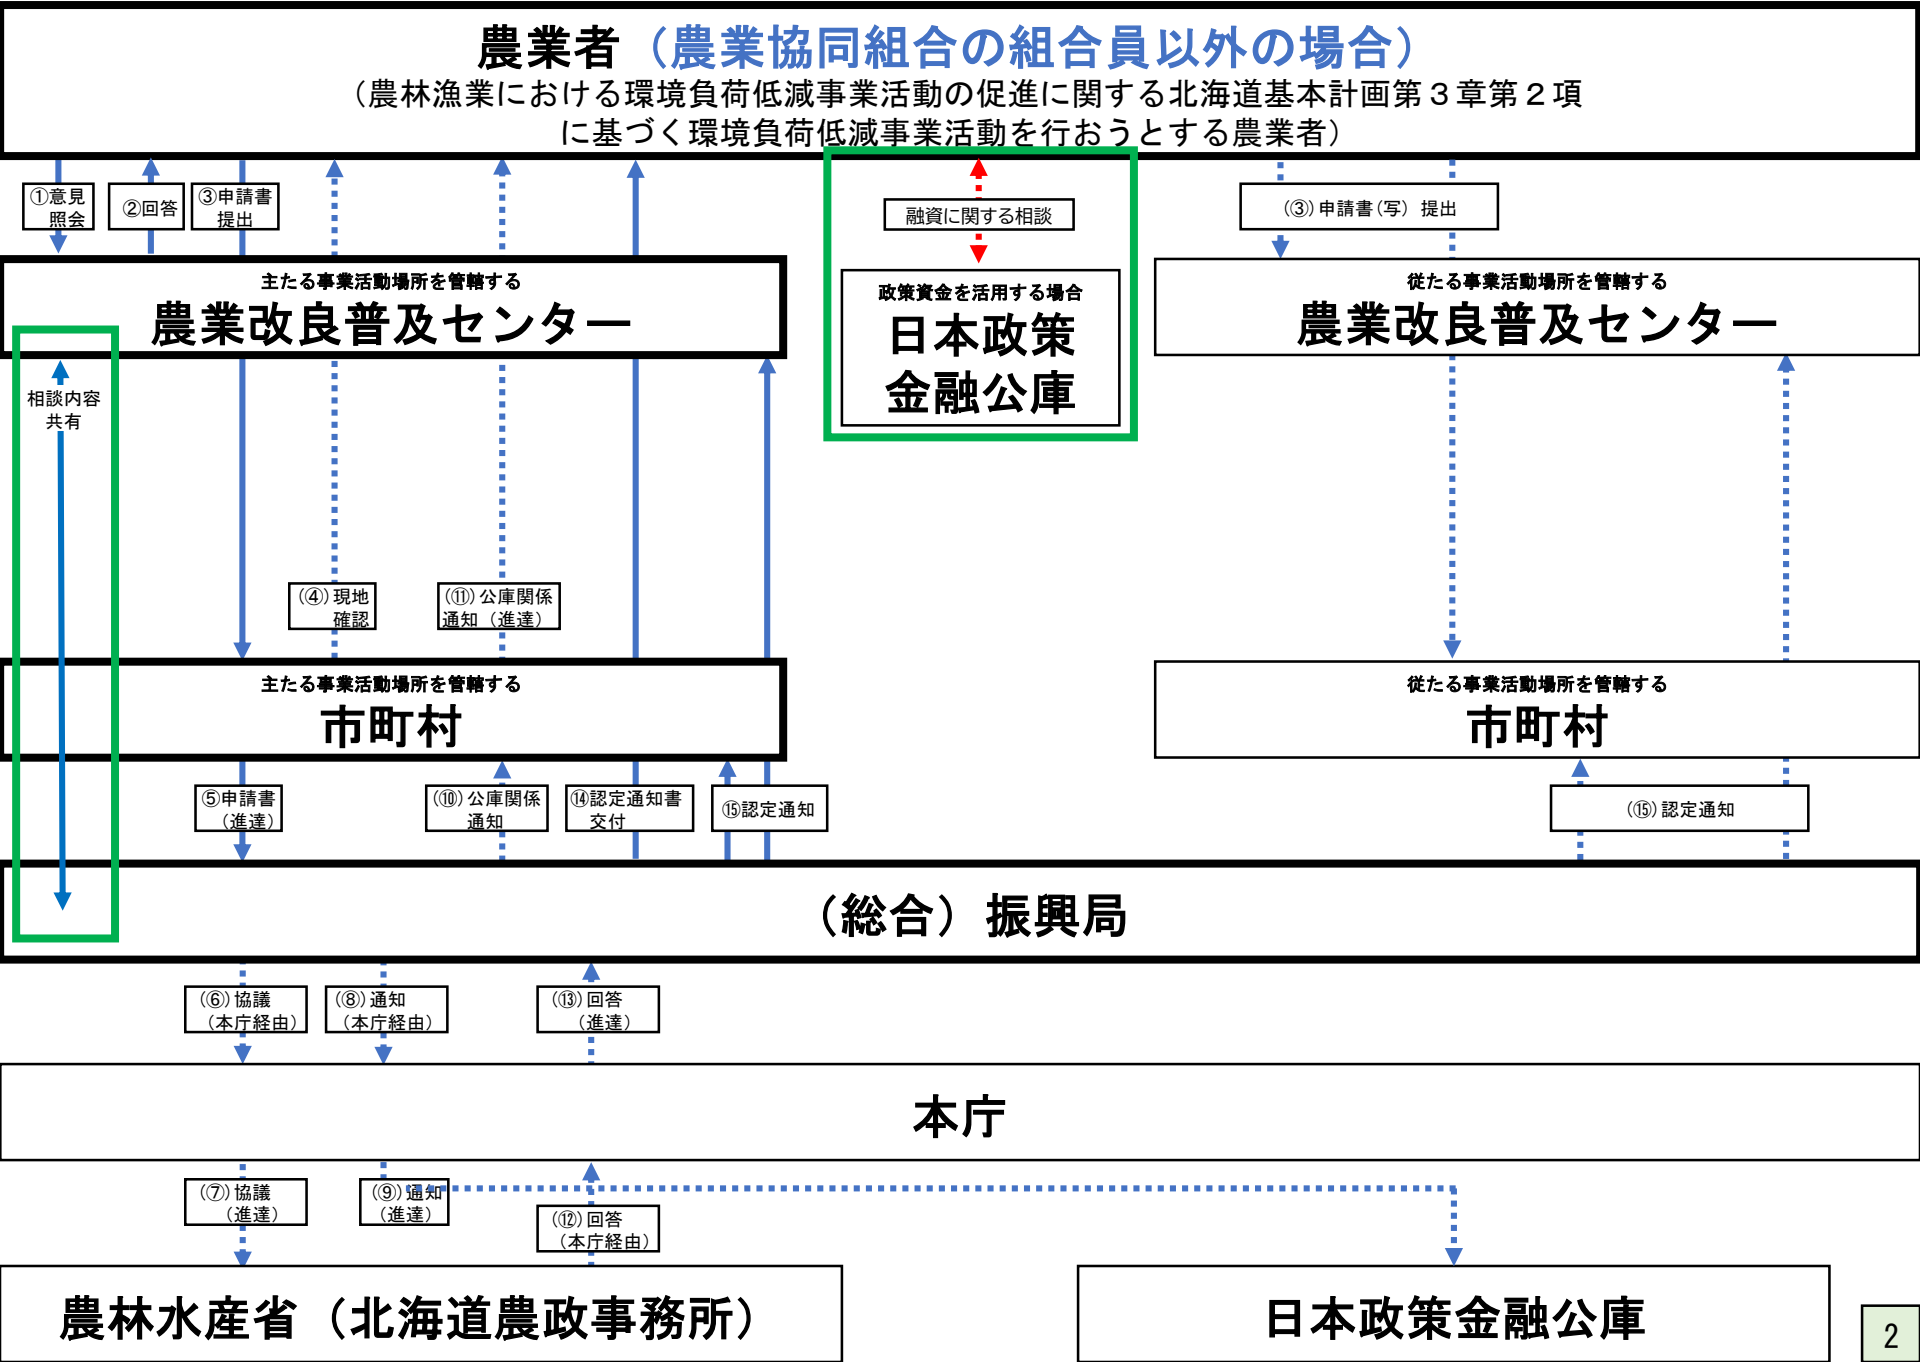 農業者（農業協同組合の組合員以外の場合）
（農林漁業における環境負荷低減事業活動の促進に関する北海道基本計画第３章第２項
に基づく環境負荷低減事業活動を行おうとする農業者）
①意見
照会
②回答
③申請書
提出
融資に関する相談
(③)申請書(写) 提出
主たる事業活動場所を管轄する
農業改良普及センター
政策資金を活用する場合
日本政策
金融公庫
従たる事業活動場所を管轄する
農業改良普及センター
相談内容
共有
(④)現地
確認
(⑪)公庫関係
通知（進達）
主たる事業活動場所を管轄する
市町村
従たる事業活動場所を管轄する
市町村
⑤申請書
（進達）
(⑩)公庫関係
通知
⑭認定通知書
交付
⑮認定通知
(⑮)認定通知
（総合）振興局
(⑥)協議
（本庁経由）
(⑧)通知
（本庁経由）
(⑬)回答
（進達）
本庁
(⑦)協議
（進達）
(⑨)通知
（進達）
(⑫)回答
（本庁経由）
農林水産省（北海道農政事務所）
日本政策金融公庫
2